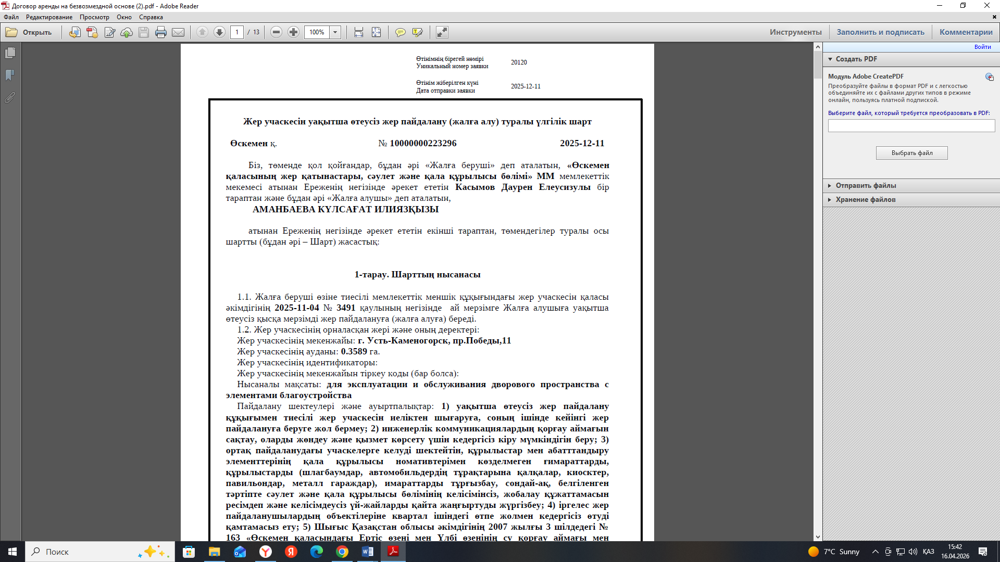 Договор аренды на безвозмездной основе (2).pdf - Adobe Reader
Файл Редактирование Просмотр Окно Справка
Открыть 1 / 13 100% Инструменты Заполнить и подписать Комментарии
Войти
Создать PDF
Модуль Adobe CreatePDF
Преобразуйте файлы в формат PDF и с легкостью
объединяйте их с файлами других типов в режиме
онлайн, пользуясь платной подпиской.
Выберите файл, который требуется преобразовать в PDF:
Выбрать файл
Отправить файлы
Хранение файлов
Өтінімнің бірегей нөмірі
Уникальный номер заявки
20120
Өтінім жіберілген күні
Дата отправки заявки
2025-12-11
Жер учаскесін уақытша өтеусіз жер пайдалану (жалға алу) туралы үлгілік шарт
Өскемен қ. № 10000000223296 2025-12-11
Біз, төменде қол қойғандар, бұдан әрі «Жалға беруші» деп аталатын, «Өскемен
қаласының жер қатынастары, сәулет және қала құрылысы бөлімі» ММ мемлекеттік
мекемесі атынан Ереженің негізінде әрекет ететін Касымов Даурен Елеусизулы бір
тараптан және бұдан әрі «Жалға алушы» деп аталатын,
АМАНБАЕВА КҮЛСАҒАТ ИЛИЯЗҚЫЗЫ
атынан Ереженің негізінде әрекет ететін екінші тараптан, төмендегілер туралы осы
шартты (бұдан әрі – Шарт) жасастық:
1-тарау. Шарттың нысанасы
1.1. Жалға беруші өзіне тиесілі мемлекеттік меншік құқығындағы жер учаскесін қаласы
әкімдігінің 2025-11-04 № 3491 қаулының негізінде ай мерзімге Жалға алушыға уақытша
өтеусіз қысқа мерзімді жер пайдалануға (жалға алуға) береді.
1.2. Жер учаскесінің орналасқан жері және оның деректері:
Жер учаскесінің мекенжайы: г. Усть-Каменогорск, пр.Победы,11
Жер учаскесінің ауданы: 0.3589 га.
Жер учаскесінің идентификаторы:
Жер учаскесінің мекенжайын тіркеу коды (бар болса):
Нысаналы мақсаты: для эксплуатации и обслуживания дворового пространства с
элементами благоустройства
Пайдалану шектеулері және ауыртпалықтар: 1) уақытша өтеусіз жер пайдалану
құқығымен тиесілі жер учаскесін иеліктен шығаруға, соның ішінде кейінгі жер
пайдалануға беруге жол бермеу; 2) инженерлік коммуникациялардың қорғау аймағын
сақтау, оларды жөндеу және қызмет көрсету үшін кедергісіз кіру мүмкіндігін беру; 3)
ортақ пайдаланудағы учаскелерге келуді шектейтін, құрылыстар мен абатттандыру
элементтерінің қала құрылысы номативтерімен көзделмеген ғимараттарды,
құрылыстарды (шлагбаумдар, автомобильдердің тұрақтарына қалқалар, киосктер,
павильондар, металл гараждар), имараттарды тұрғызбау, сондай-ақ, белгіленген
тәртіпте сәулет және қала құрылысы бөлімінің келісімінсіз, жобалау құжаттамасын
ресімдеп және келісімдеусіз үй-жайларды қайта жаңғыртуды жүргізбеу; 4) іргелес жер
пайдаланушылардың объектілеріне квартал ішіндегі өтпе жолмен кедергісіз өтуді
қамтамасыз ету; 5) Шығыс Қазақстан облысы әкімдігінің 2007 жылғы 3 шілдедегі №
163 «Өскемен қаласындағы Ертіс өзені мен Үлбі өзенінің су қорғау аймағы мен
Поиск
7°C Sunny ҚАЗ
15:42
16.04.2026